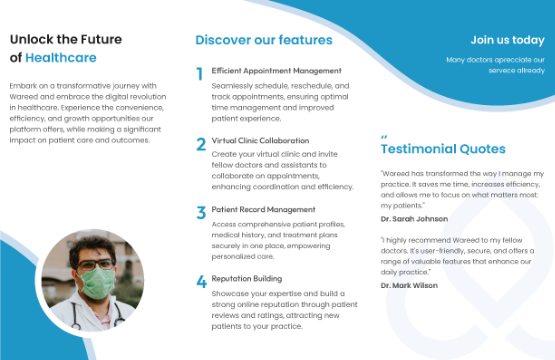 Unlock the Future
of Healthcare
Embark on a transformative journey with
Wareed and embrace the digital revolution
in healthcare. Experience the convenience,
efficiency, and growth opportunities our
platform offers, while making a significant
impact on patient care and outcomes.
Discover our features
1
Efficient Appointment Management
Seamlessly schedule, reschedule, and
track appointments, ensuring optimal
time management and improved
patient experience.
2
Virtual Clinic Collaboration
Create your virtual clinic and invite
fellow doctors and assistants to
collaborate on appointments,
enhancing coordination and efficiency.
3
Patient Record Management
Access comprehensive patient profiles,
medical history, and treatment plans
securely in one place, empowering
personalized care.
4
Reputation Building
Showcase your expertise and build a
strong online reputation through patient
reviews and ratings, attracting new
patients to your practice.
Join us today
Many doctors aprecciate our
servece already
"
Testimonial Quotes
"Wareed has transformed the way I manage my
practice. It saves me time, increases efficiency,
and allows me to focus on what matters most:
my patients."
Dr. Sarah Johnson
"I highly recommend Wareed to my fellow
doctors. It's user-friendly, secure, and offers a
range of valuable features that enhance our
daily practice."
Dr. Mark Wilson